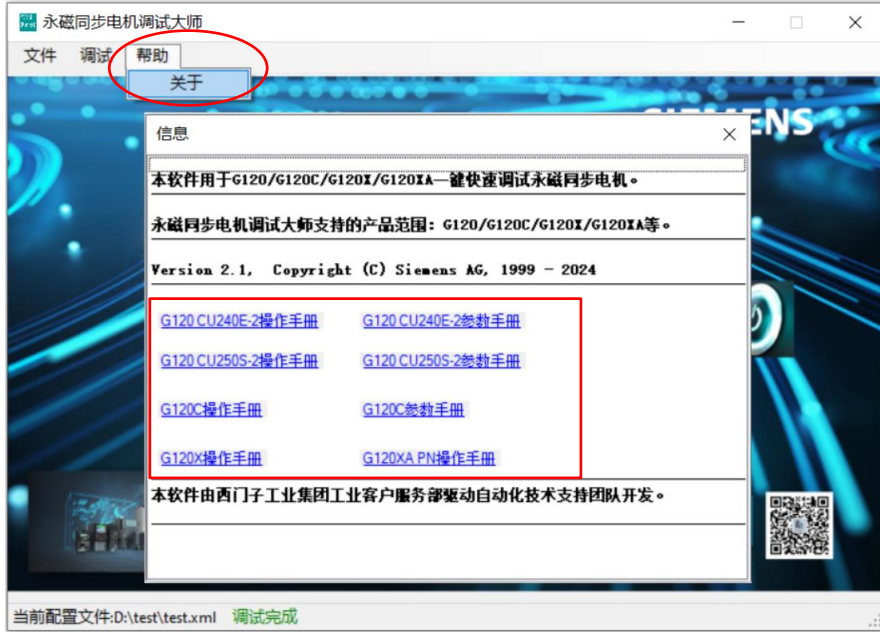 永磁同步电机调试大师
文件 调试 帮助
关于
SIEMENS
信息
本软件用于G120/G120C/G120X/G120XA一键快速调试永磁同步电机。
永磁同步电机调试大师支持的产品范围：G120/G120C/G120X/G120XA等。
Version 2.1, Copyright (C) Siemens AG, 1999 - 2024
G120 CU240E-2操作手册 G120 CU240E-2参数手册
G120 CU250S-2操作手册 G120 CU250S-2参数手册
G120C操作手册 G120C参数手册
G120X操作手册 G120XA PN操作手册
本软件由西门子工业集团工业客户服务部驱动自动化技术支持团队开发。
当前配置文件:D:\test\test.xml 调试完成